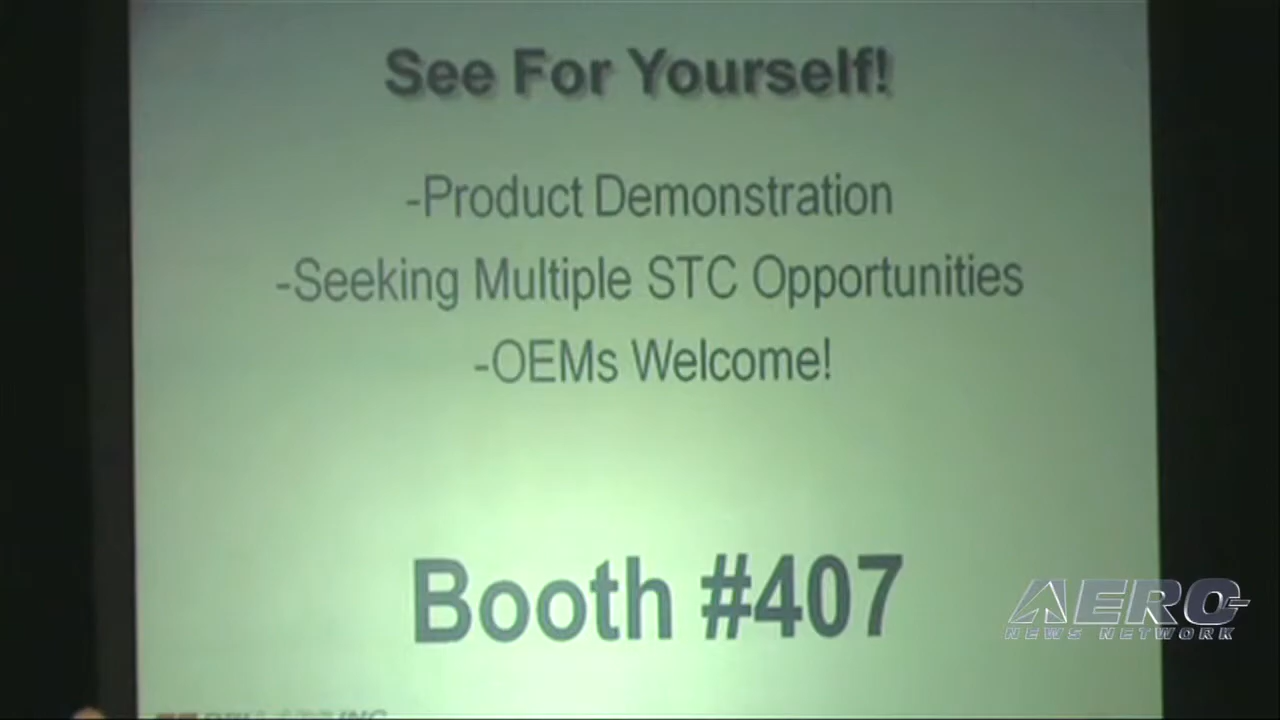 See For Yourself!
-Product Demonstration
-Seeking Multiple STC Opportunities
-OEMs Welcome!
Booth #407
AERO-
NEWS NETWORK